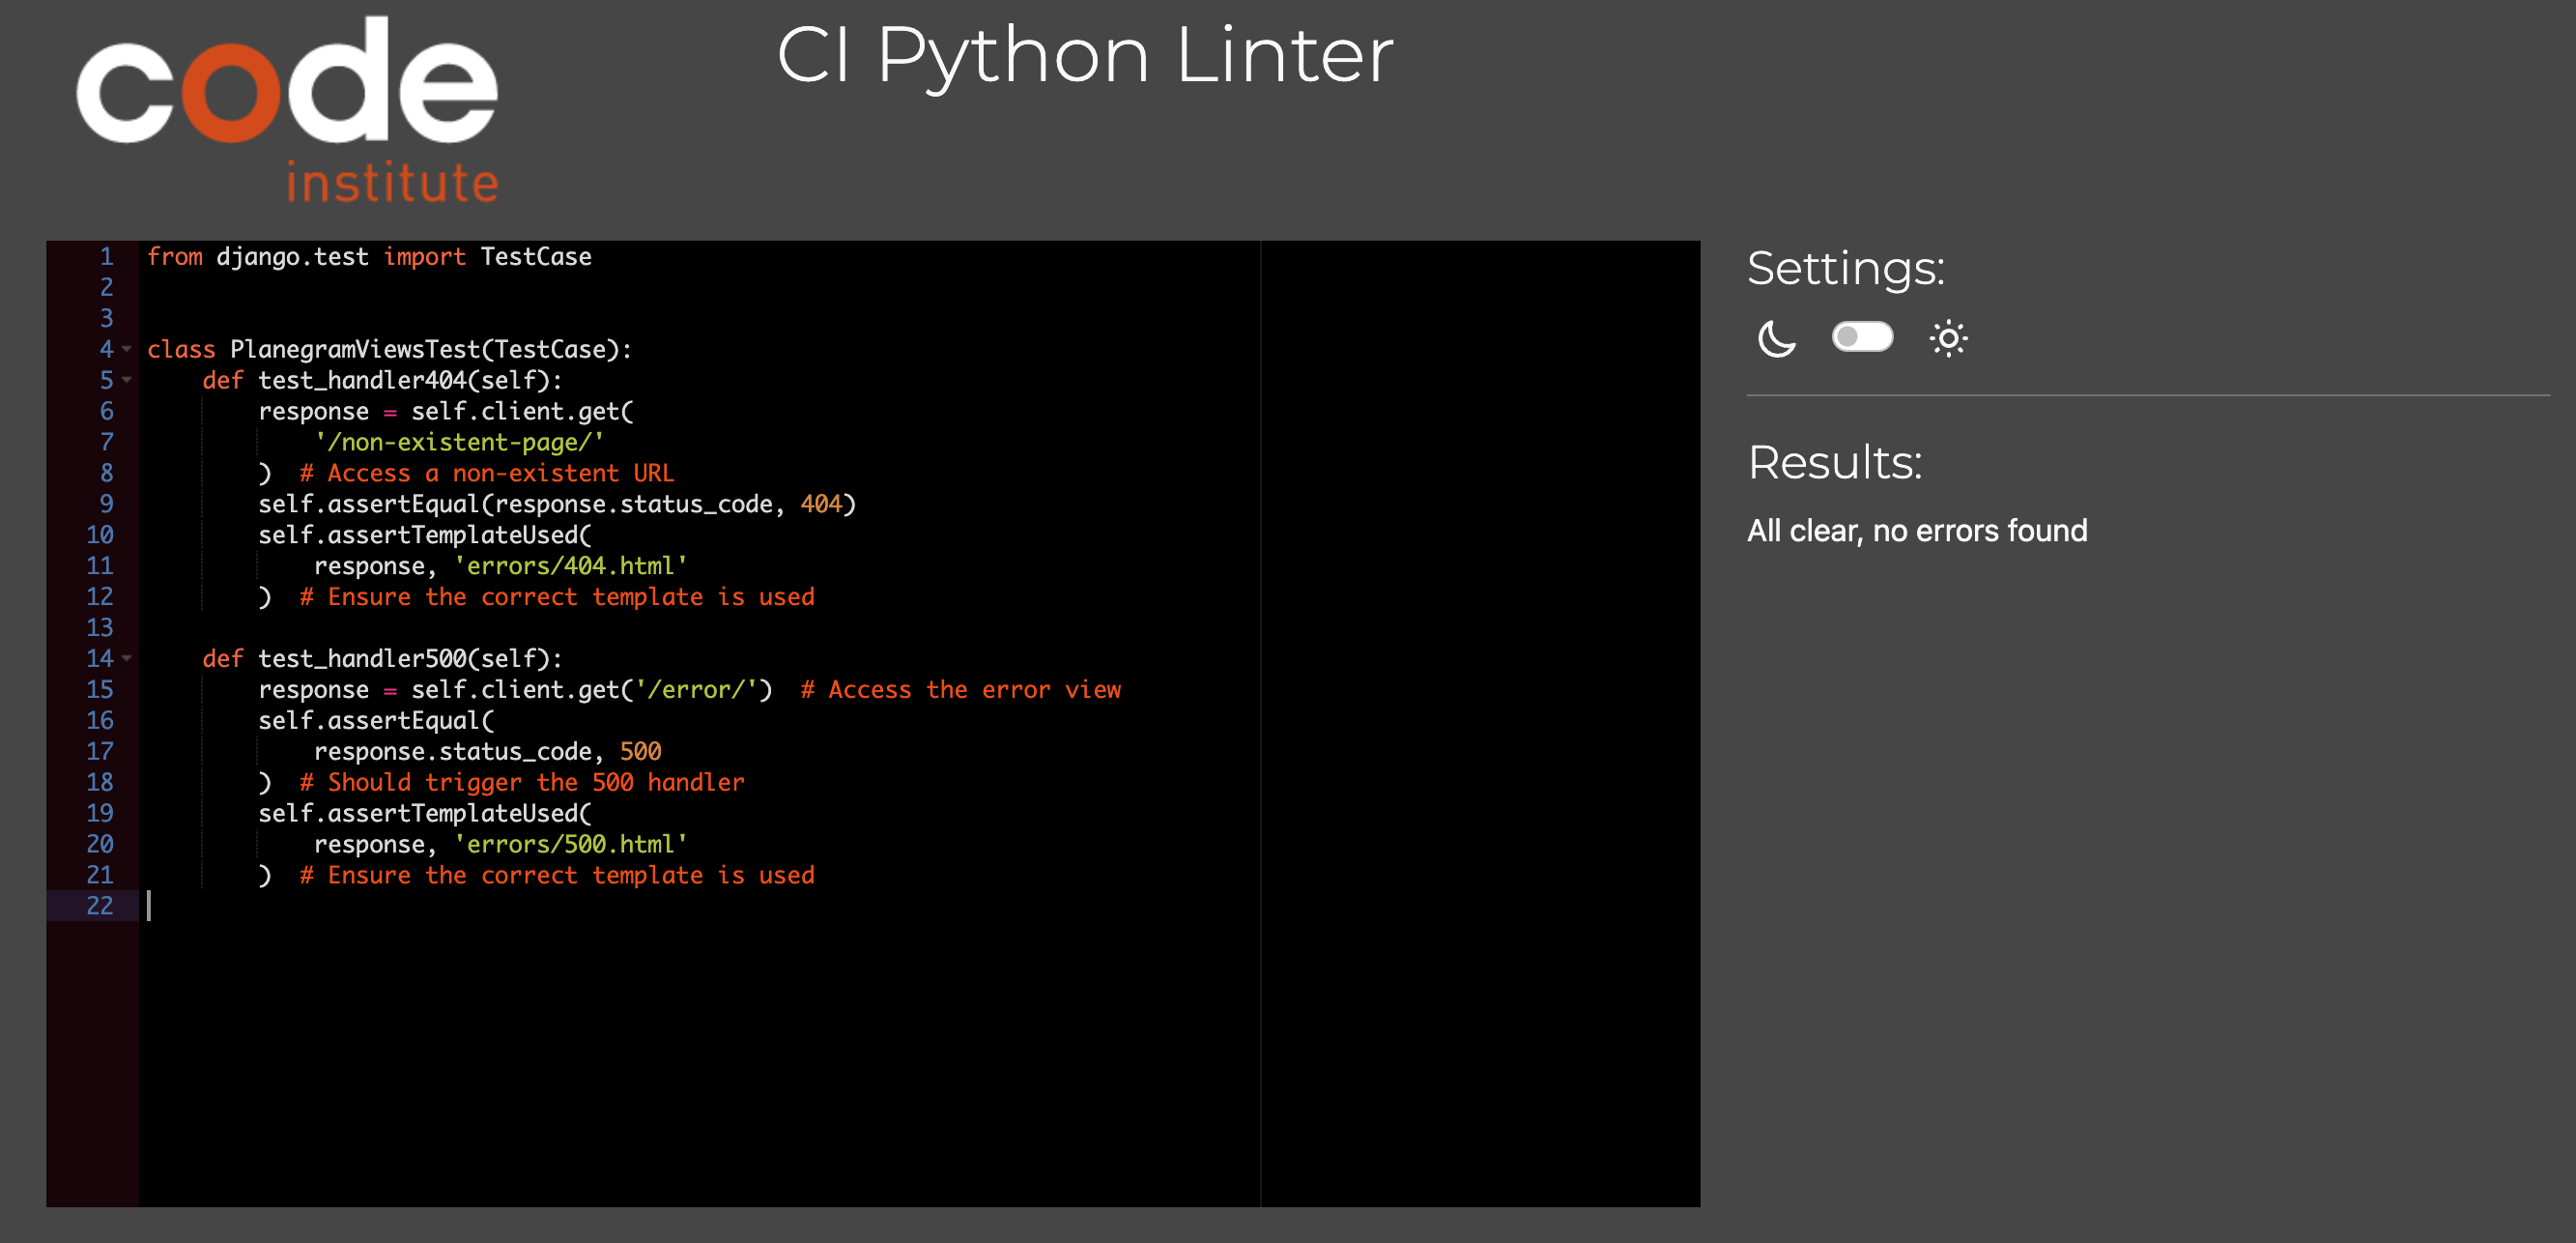 code
institute
CI Python Linter
1 from django.test import TestCase
2
3
4 class PlanegramViewsTest(TestCase):
5     def test_handler404(self):
6         response = self.client.get(
7             '/non-existent-page/'
8         )  # Access a non-existent URL
9         self.assertEqual(response.status_code, 404)
10         self.assertTemplateUsed(
11             response, 'errors/404.html'
12         )  # Ensure the correct template is used
13
14     def test_handler500(self):
15         response = self.client.get('/error/')  # Access the error view
16         self.assertEqual(
17             response.status_code, 500
18         )  # Should trigger the 500 handler
19         self.assertTemplateUsed(
20             response, 'errors/500.html'
21         )  # Ensure the correct template is used
22
Settings:
Results:
All clear, no errors found